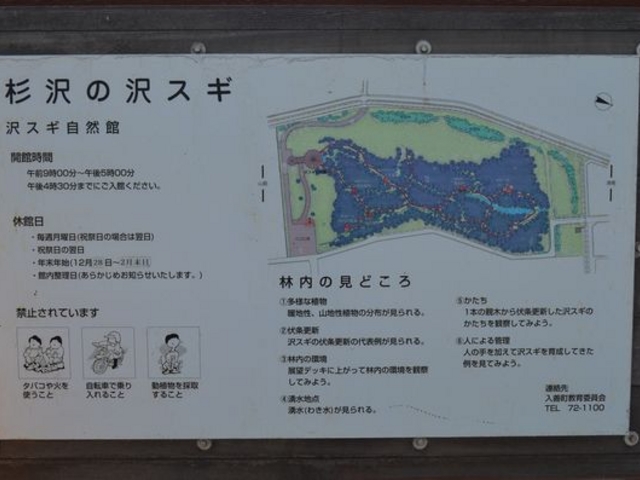 杉沢の沢スギ
沢スギ自然館
開館時間
午前9時00分～午後5時00分
午後4時30分までにご入館ください。
休館日
・毎週月曜日(祝祭日の場合は翌日)
・祝祭日の翌日
・年末年始(12月28日～2月末日
・館内整理日(あらかじめお知らせいたします。)
禁止されています
タバコや火を
使うこと
自転車で乗り
入れること
動植物を採取
すること
林内の見どころ
①多様な植物
暖地性、山地性植物の分布が見られる。
②伏条更新
沢スギの伏条更新の代表例が見られる。
③林内の環境
展望デッキに上がって林内の環境を観察
してみよう。
④湧水地点
湧水(わき水)が見られる。
⑤かたち
1本の親木から伏条更新した沢スギの
かたちを観察してみよう。
⑥人による管理
人の手を加えて沢スギを育成してきた
例を見てみよう。
連絡先
入善町教育委員会
TEL 72-1100